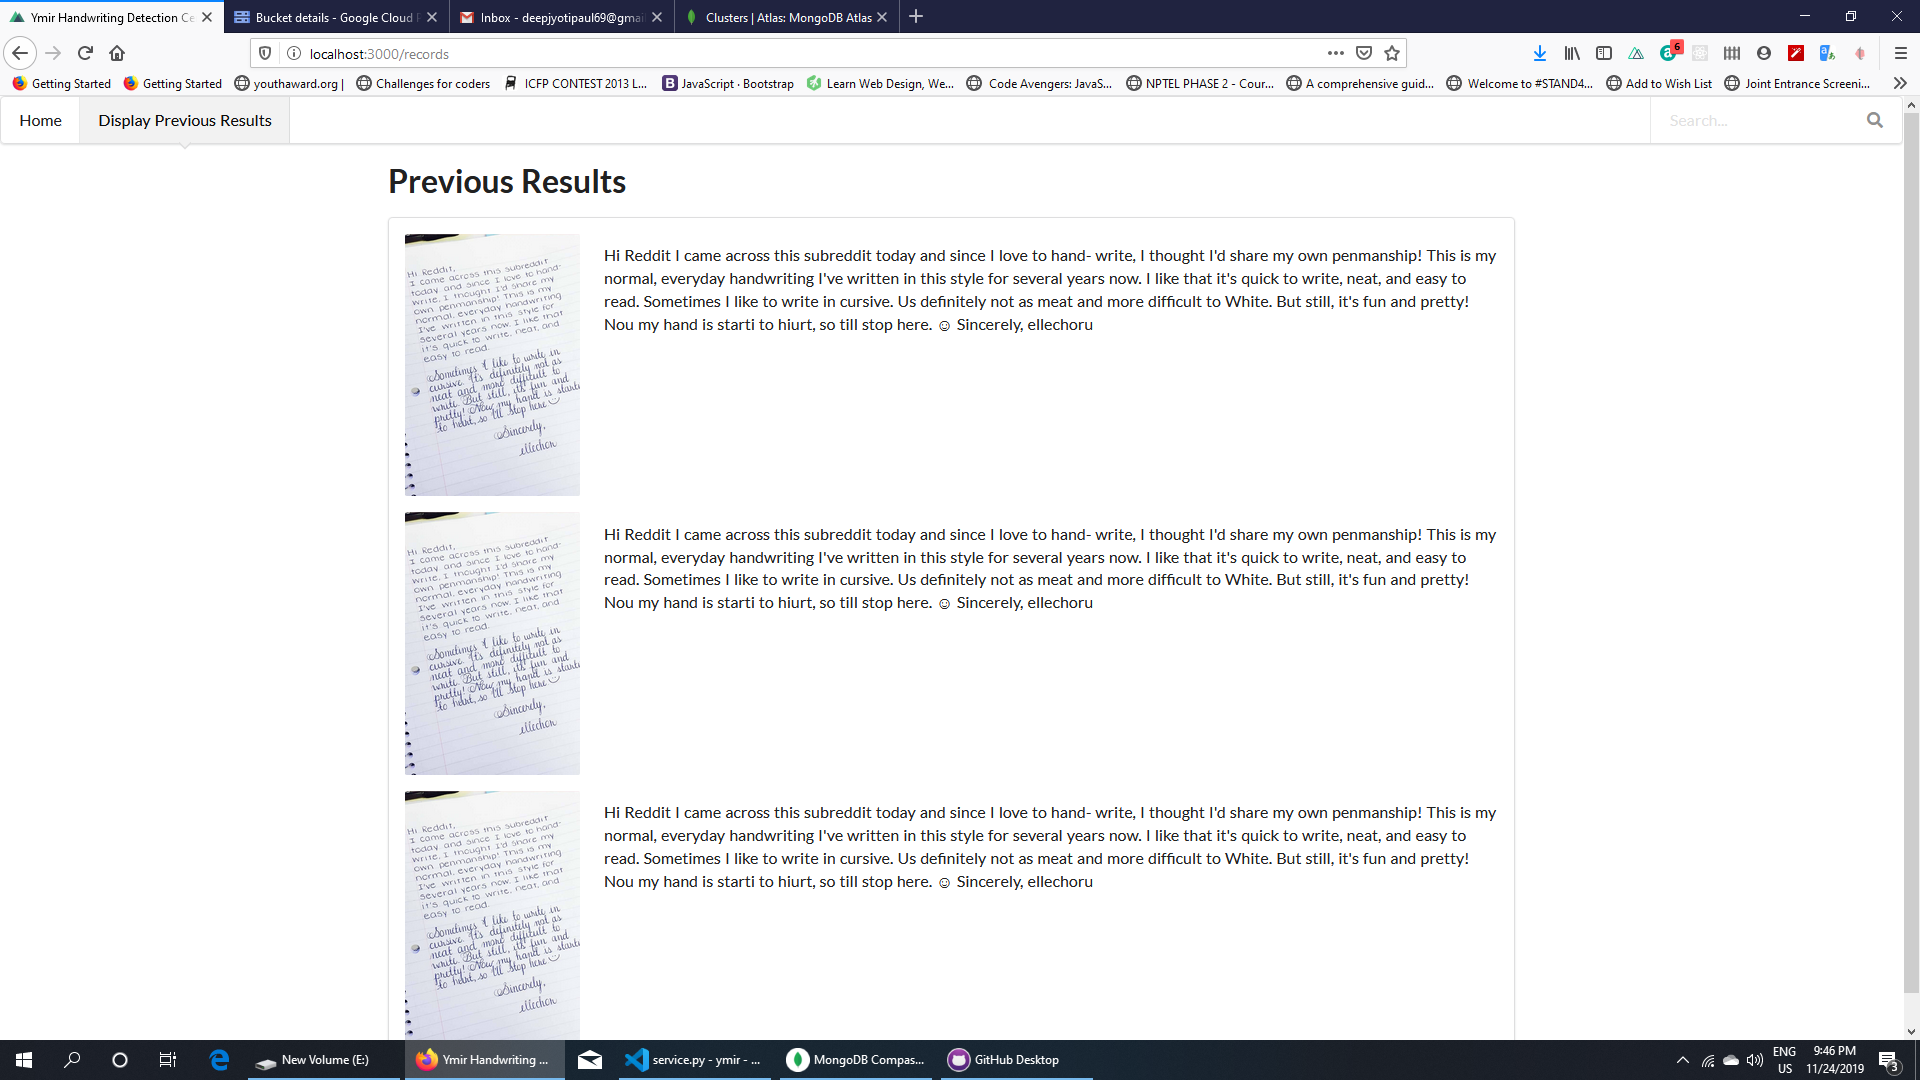 Ymir Handwriting Detection Ce
Bucket details - Google Cloud P
Inbox - deepjyotipaul69@gmai
Clusters | Atlas: MongoDB Atlas
localhost:3000/records
6
Getting Started
Getting Started
youthaward.org |
Challenges for coders
ICFP CONTEST 2013 I...
JavaScript · Bootstrap
Learn Web Design, We...
Code Avengers: JavaS...
NPTEL PHASE 2 - Cour...
A comprehensive guid...
Welcome to #STAND4...
Add to Wish List
Joint Entrance Screeni...
Home
Display Previous Results
Search...
Previous Results
Hi Reddit,
I came across this subreddit
today and since I love to hand-
write, I thought I'd share my
own penmanship! This is my
normal, everyday handwriting
I've written in this style for
several years now. I like that
it's quick to write, neat, and
easy to read.
Sometimes I like to write in
cursive. It's definitely not as
neat and more difficult to
write. But still, it's fun and
pretty! Now my hand is starti
to hurt, so I'll stop here
Sincerely,
ellechon
Hi Reddit I came across this subreddit today and since I love to hand- write, I thought I'd share my own penmanship! This is my
normal, everyday handwriting I've written in this style for several years now. I like that it's quick to write, neat, and easy to
read. Sometimes I like to write in cursive. Us definitely not as meat and more difficult to White. But still, it's fun and pretty!
Nou my hand is starti to hiurt, so till stop here. ☺ Sincerely, ellechoru
Hi Reddit,
I came across this subreddit
today and since I love to hand-
write, I thought I'd share my
own penmanship! This is my
normal, everyday handwriting
I've written in this style for
several years now. I like that
it's quick to write, neat, and
easy to read.
Sometimes I like to write in
cursive. It's definitely not as
neat and more difficult to
write. But still, it's fun and
pretty! Now my hand is starti
to hurt, so I'll stop here
Sincerely,
ellechon
Hi Reddit I came across this subreddit today and since I love to hand- write, I thought I'd share my own penmanship! This is my
normal, everyday handwriting I've written in this style for several years now. I like that it's quick to write, neat, and easy to
read. Sometimes I like to write in cursive. Us definitely not as meat and more difficult to White. But still, it's fun and pretty!
Nou my hand is starti to hiurt, so till stop here. ☺ Sincerely, ellechoru
Hi Reddit,
I came across this subreddit
today and since I love to hand-
write, I thought I'd share my
own penmanship! This is my
normal, everyday handwriting
I've written in this style for
several years now. I like that
it's quick to write, neat, and
easy to read.
Sometimes I like to write in
cursive. It's definitely not as
neat and more difficult to
write. But still, it's fun and
pretty! Now my hand is starti
to hurt, so I'll stop here
Sincerely,
ellechon
Hi Reddit I came across this subreddit today and since I love to hand- write, I thought I'd share my own penmanship! This is my
normal, everyday handwriting I've written in this style for several years now. I like that it's quick to write, neat, and easy to
read. Sometimes I like to write in cursive. Us definitely not as meat and more difficult to White. But still, it's fun and pretty!
Nou my hand is starti to hiurt, so till stop here. ☺ Sincerely, ellechoru
New Volume (E:)
Ymir Handwriting ...
service.py - ymir - ...
MongoDB Compas...
GitHub Desktop
ENG
US
9:46 PM
11/24/2019
3